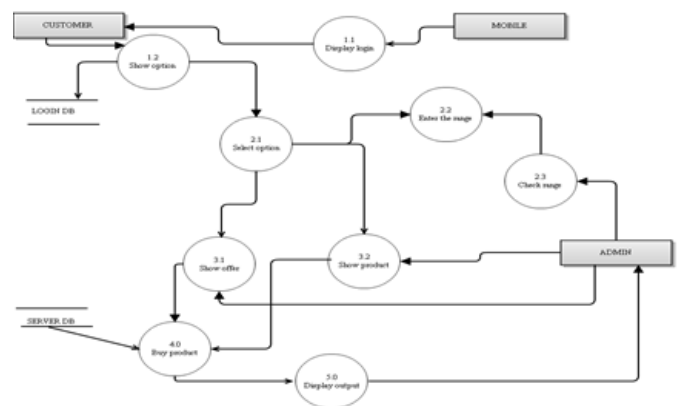 CUSTOMER
MOBILE
1.1
Display login
1.2
Show option
LOGIN DB
2.1
Select option
2.2
Enter the range
2.3
Check range
ADMIN
3.1
Show offer
3.2
Show product
SERVER DB
4.0
Buy product
5.0
Display output